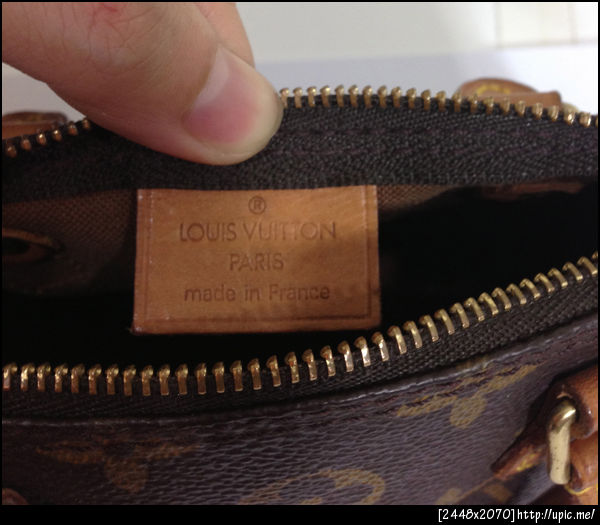 ®
LOUIS VUITTON
PARIS
made in France
[2448x2070]http://upic.me/